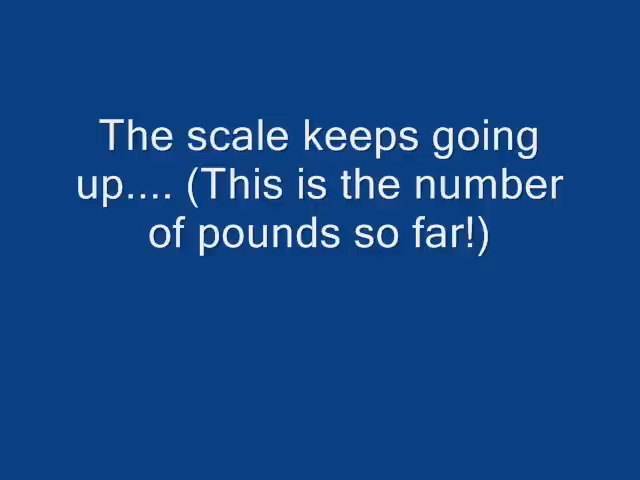 The scale keeps going
up.... (This is the number
of pounds so far!)